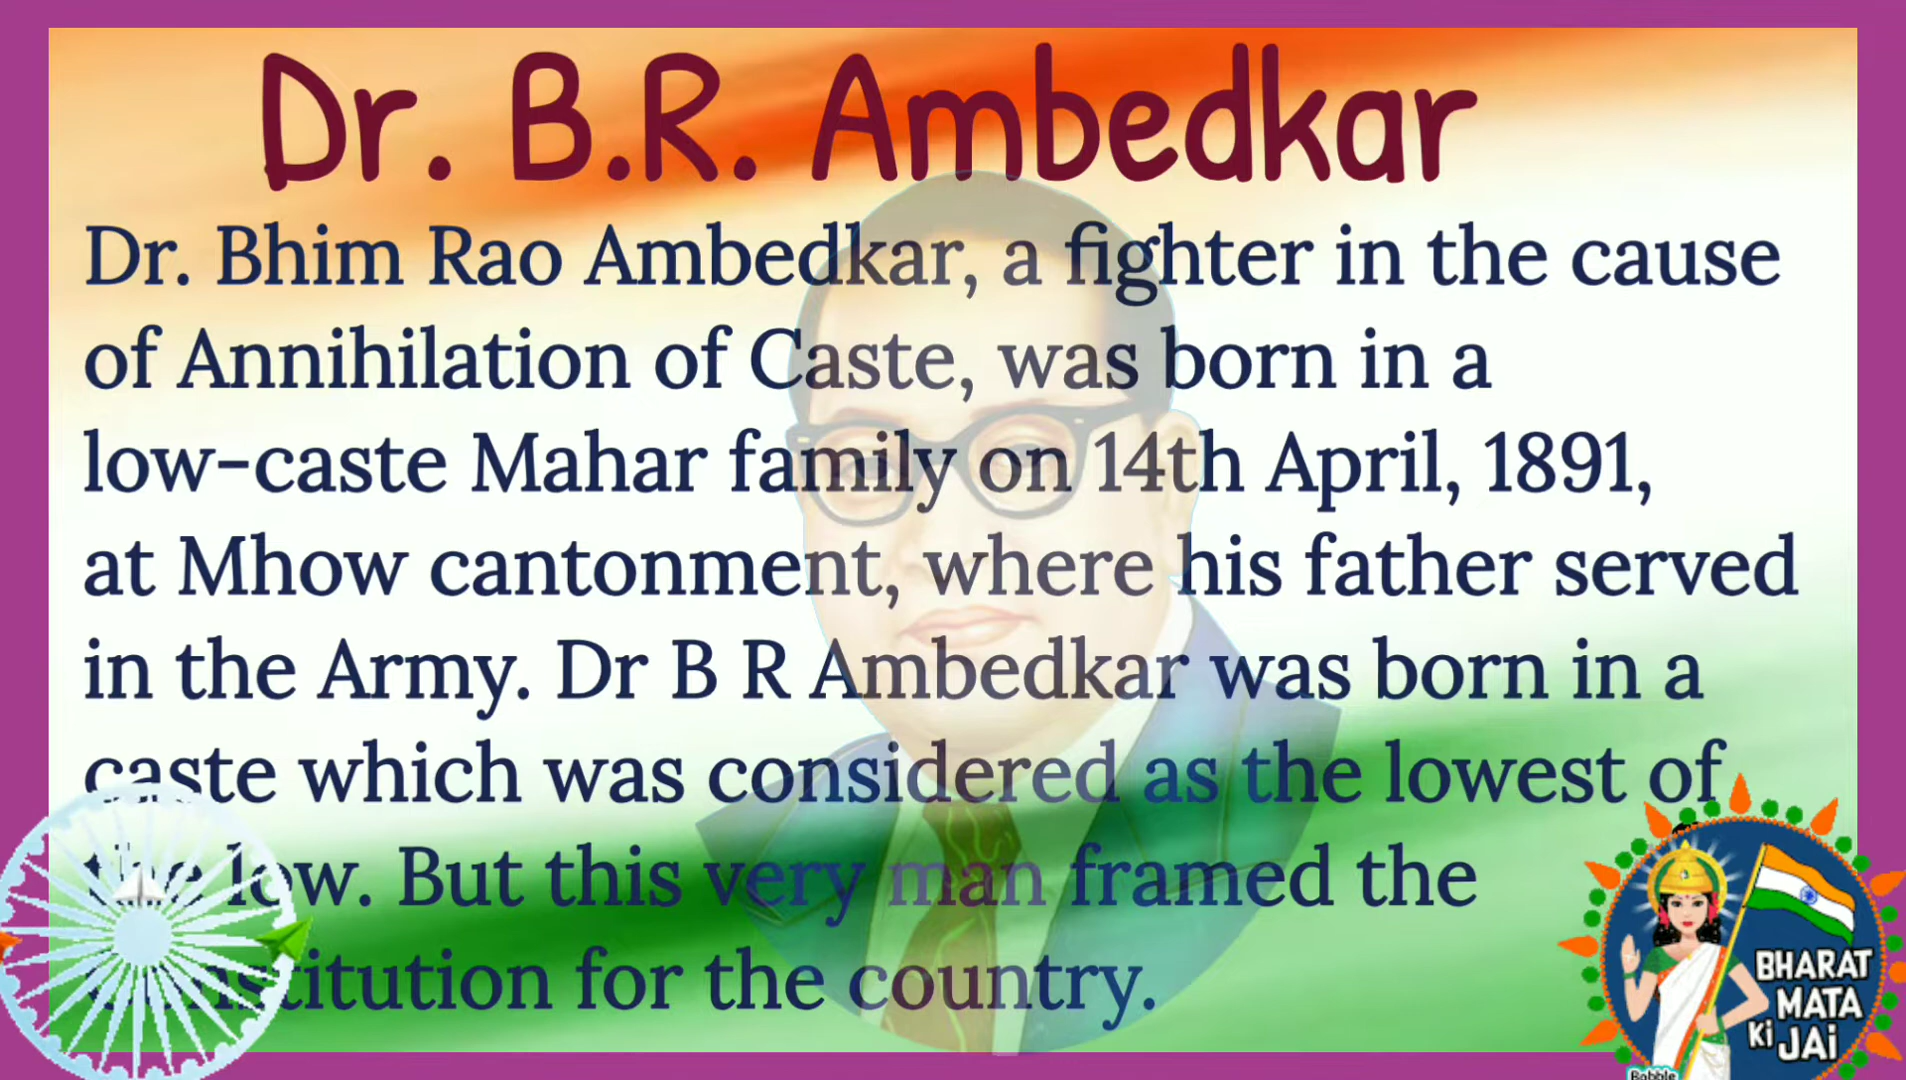 Dr. B.R. Ambedkar
Dr. Bhim Rao Ambedkar, a fighter in the cause
of Annihilation of Caste, was born in a
low-caste Mahar family on 14th April, 1891,
at Mhow cantonment, where his father served
in the Army. Dr B R Ambedkar was born in a
caste which was considered as the lowest of
the low. But this very man framed the
constitution for the country.
BHARAT
MATA
Ki JAi
Bobble